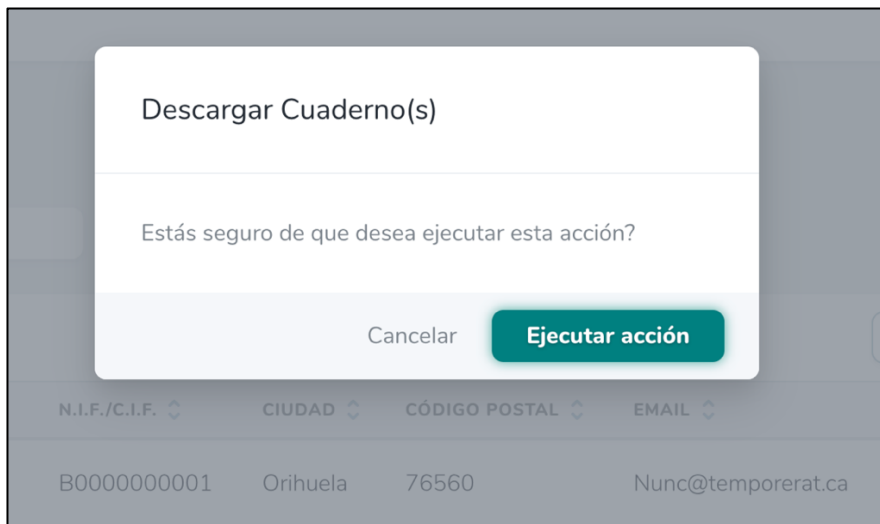 Descargar Cuaderno(s)
Estás seguro de que desea ejecutar esta acción?
Cancelar Ejecutar acción
N.I.F./C.I.F. CIUDAD CÓDIGO POSTAL EMAIL
B0000000001 Orihuela 76560 Nunc@temporerat.ca